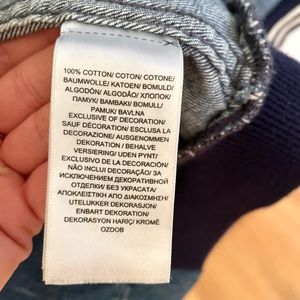 100% COTTON/ COTON/ COTONE/
BAUMWOLLE/ KATOEN/ BOMULD/
ALGODÓN/ ALGODÃO/ ХЛОПОК/
ПАМУК/ ΒΑΜΒΑΚΙ/ BOMULL/
PAMUK/ BAVLNA
EXCLUSIVE OF DECORATION/
SAUF DÉCORATION/ ESCLUSA LA
DECORAZIONE/ AUSGENOMMEN
DEKORATION / BEHALVE
VERSIERING/ UDEN PYNT/
EXCLUSIVO DE LA DECORACIÓN/
NÃO INCLUI DECORAÇÃO/ ЗА
ИСКЛЮЧЕНИЕМ ДЕКОРАТИВНОЙ
ОТДЕЛКИ/ БЕЗ УКРАСАТА/
ΑΠΟΚΛΕΙΣΤΙΚΗ ΑΠΟ ΔΙΑΚΟΣΜΗΣΗ/
UTELUKKER DEKORASJON/
ENBART DEKORATION/
DEKORASYON HARİÇ/ KROMĚ
OZDOB